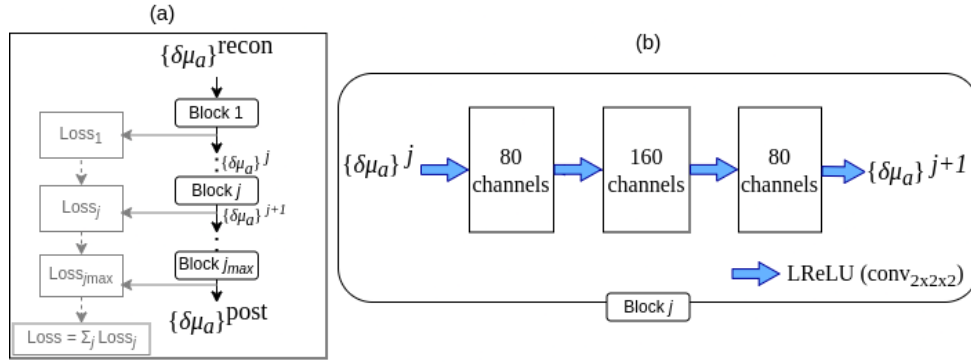 (a)
{δμₐ}ʳᵉᶜᵒⁿ
Block 1
Loss₁
{δμₐ} ʲ
Block j
{δμₐ} ʲ⁺¹
Lossⱼ
Block jₘₐₓ
Lossⱼₘₐₓ
{δμₐ}ᵖᵒˢᵗ
Loss = Σⱼ Lossⱼ
(b)
{δμₐ} ʲ
80
channels
160
channels
80
channels
{δμₐ} ʲ⁺¹
LReLU (conv₂ₓ₂ₓ₂)
Block j